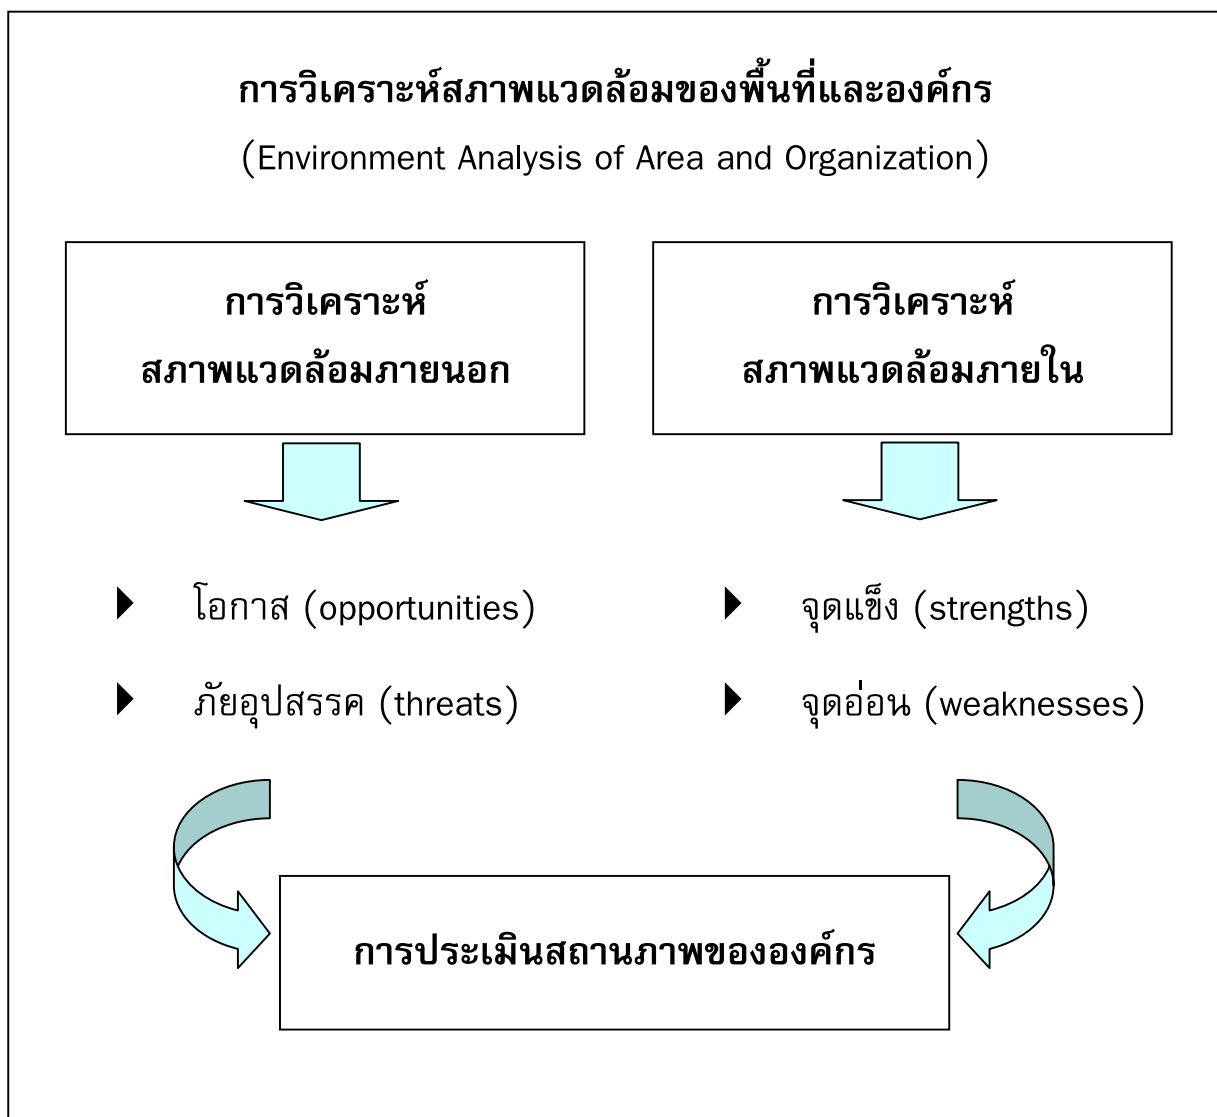 การวิเคราะห์สภาพแวดล้อมของพื้นที่และองค์กร
(Environment Analysis of Area and Organization)
การวิเคราะห์
สภาพแวดล้อมภายนอก
การวิเคราะห์
สภาพแวดล้อมภายใน
โอกาส (opportunities)
ภัยอุปสรรค (threats)
จุดแข็ง (strengths)
จุดอ่อน (weaknesses)
การประเมินสถานภาพขององค์กร